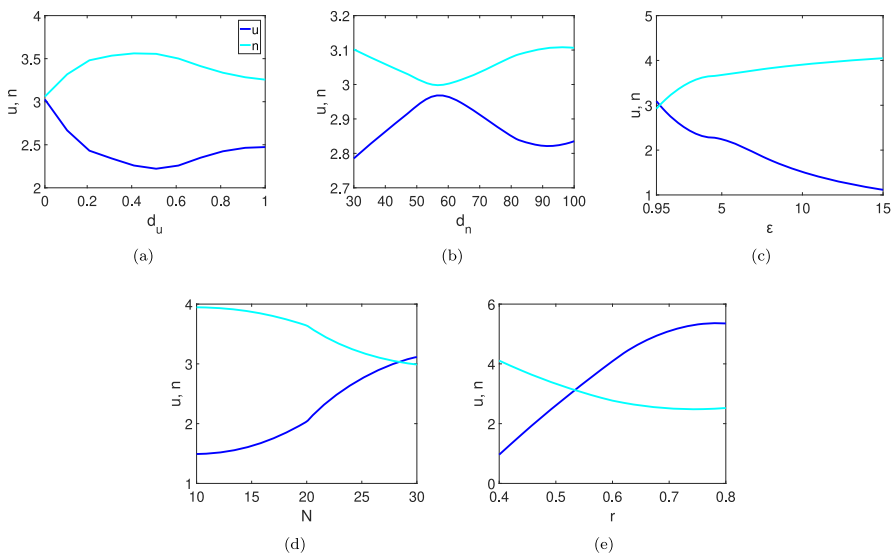 4
3.5
3
2.5
2
u, n
0 0.2 0.4 0.6 0.8 1
d_u
u
n
(a)
3.2
3.1
3
2.9
2.8
2.7
u, n
30 40 50 60 70 80 90 100
d_n
(b)
5
4
3
2
1
u, n
0.95 5 10 15
ε
(c)
4
3
2
1
u, n
10 15 20 25 30
N
(d)
6
4
2
0
u, n
0.4 0.5 0.6 0.7 0.8
r
(e)